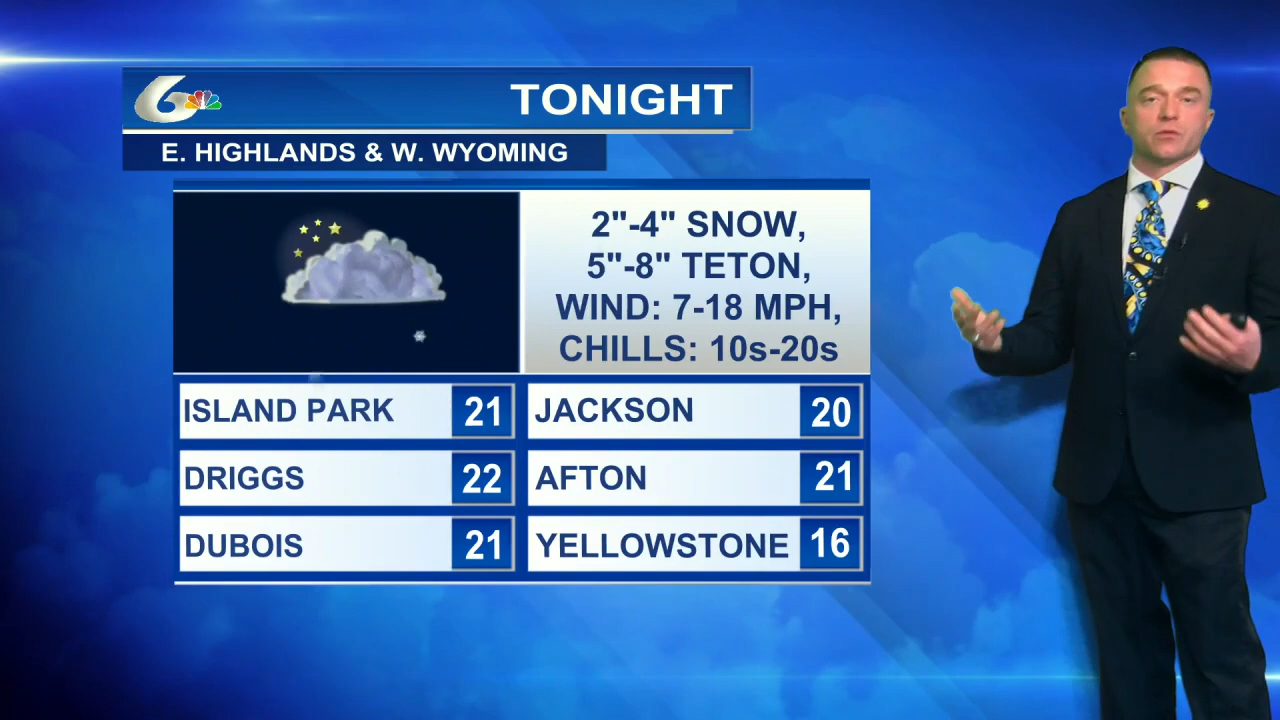 6
TONIGHT
E. HIGHLANDS & W. WYOMING
2"-4" SNOW,
5"-8" TETON,
WIND: 7-18 MPH,
CHILLS: 10s-20s
ISLAND PARK 21
JACKSON 20
DRIGGS 22
AFTON 21
DUBOIS 21
YELLOWSTONE 16